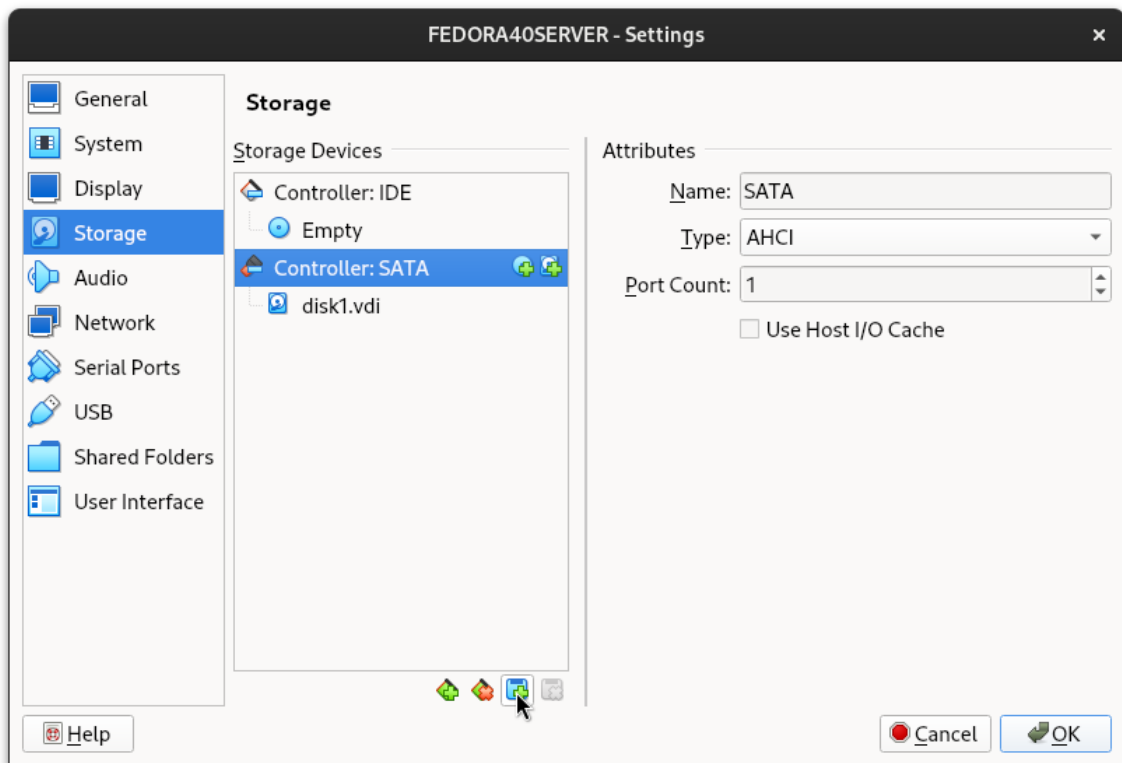 FEDORA40SERVER - Settings
General
System
Display
Storage
Audio
Network
Serial Ports
USB
Shared Folders
User Interface
Storage
Storage Devices
Controller: IDE
Empty
Controller: SATA
disk1.vdi
Attributes
Name: SATA
Type: AHCI
Port Count: 1
Use Host I/O Cache
Help
Cancel
OK